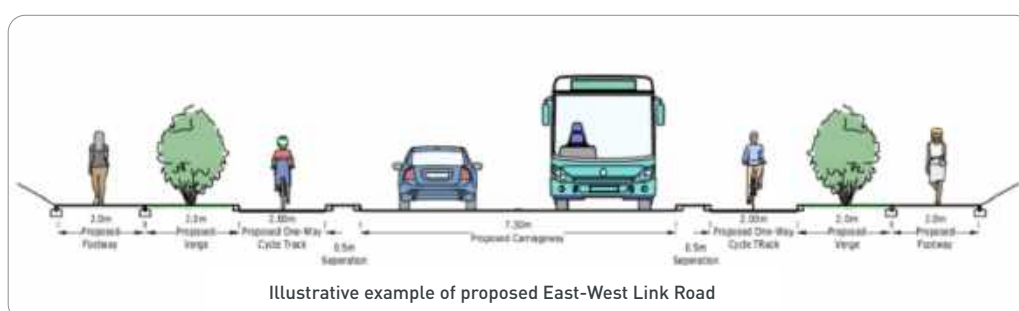 2.0m
Proposed
Footway
2.0m
Proposed
Verge
2.00m
Proposed One-Way
Cycle Track
0.5m
Separation
7.30m
Proposed Carriageway
0.5m
Separation
2.00m
Proposed One-Way
Cycle TRack
2.0m
Proposed
Verge
2.0m
Proposed
Footway
Illustrative example of proposed East-West Link Road